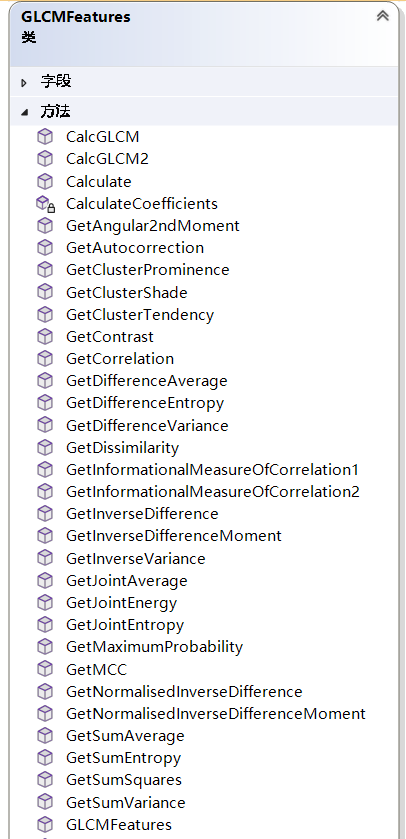 GLCMFeatures
类
字段
方法
CalcGLCM
CalcGLCM2
Calculate
CalculateCoefficients
GetAngular2ndMoment
GetAutocorrection
GetClusterProminence
GetClusterShade
GetClusterTendency
GetContrast
GetCorrelation
GetDifferenceAverage
GetDifferenceEntropy
GetDifferenceVariance
GetDissimilarity
GetInformationalMeasureOfCorrelation1
GetInformationalMeasureOfCorrelation2
GetInverseDifference
GetInverseDifferenceMoment
GetInverseVariance
GetJointAverage
GetJointEnergy
GetJointEntropy
GetMaximumProbability
GetMCC
GetNormalisedInverseDifference
GetNormalisedInverseDifferenceMoment
GetSumAverage
GetSumEntropy
GetSumSquares
GetSumVariance
GLCMFeatures